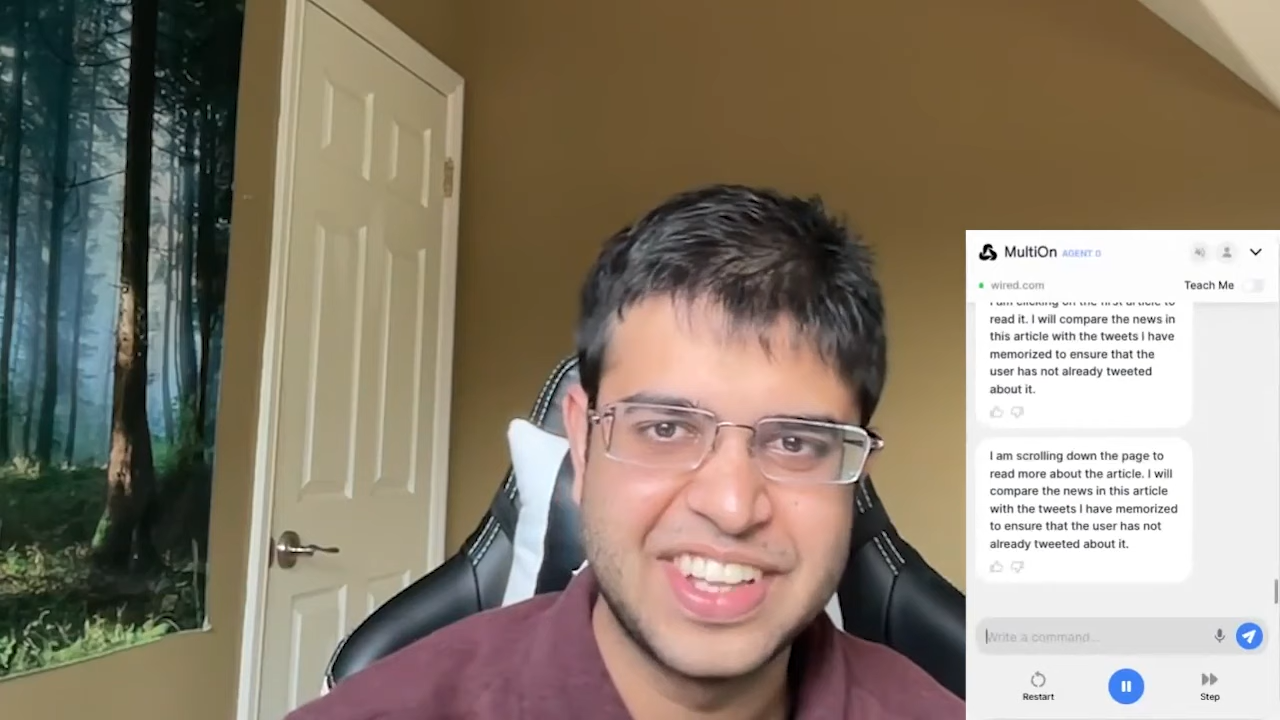 MultiOn AGENT 0
wired.com Teach Me
I am clicking on the first article to
read it. I will compare the news in
this article with the tweets I have
memorized to ensure that the
user has not already tweeted
about it.
I am scrolling down the page to
read more about the article. I will
compare the news in this article
with the tweets I have memorized
to ensure that the user has not
already tweeted about it.
Write a command...
Restart Step